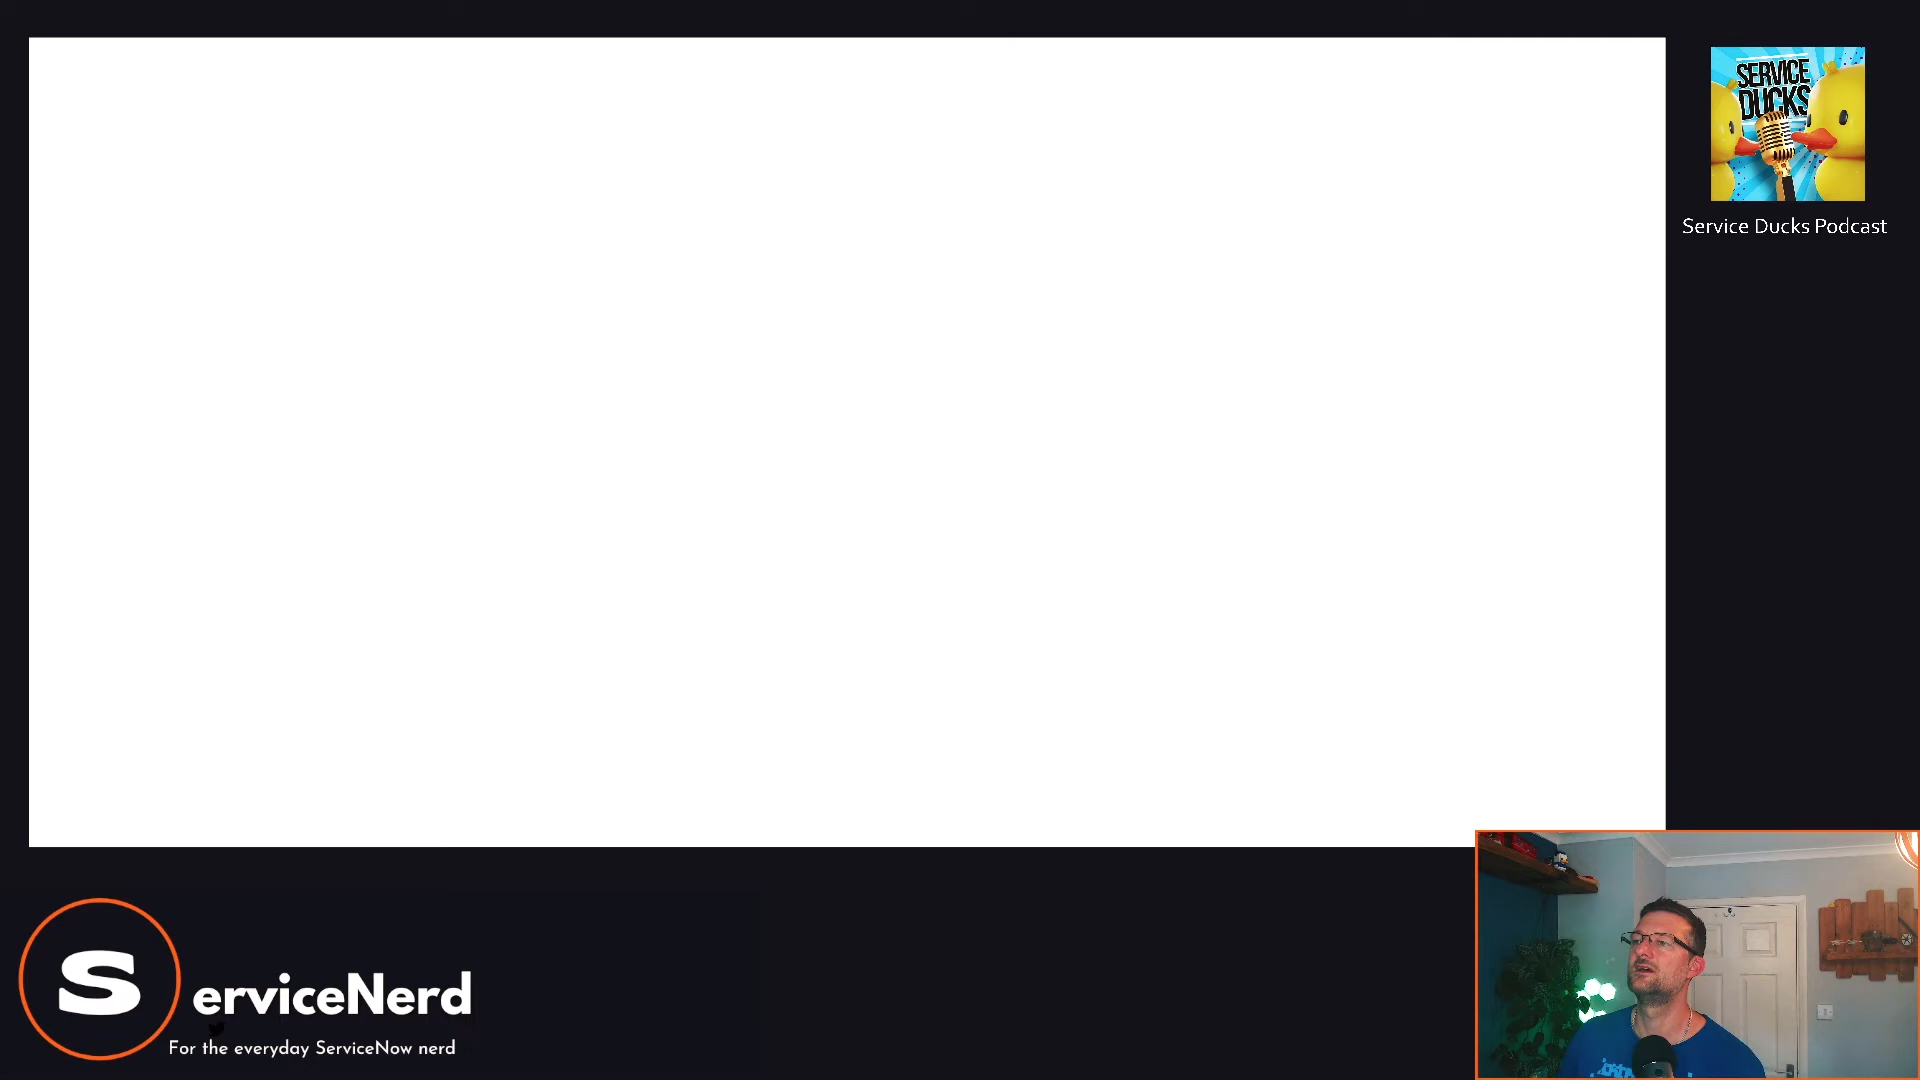 SERVICE
DUCKS
Service Ducks Podcast
S erviceNerd
For the everyday ServiceNow nerd